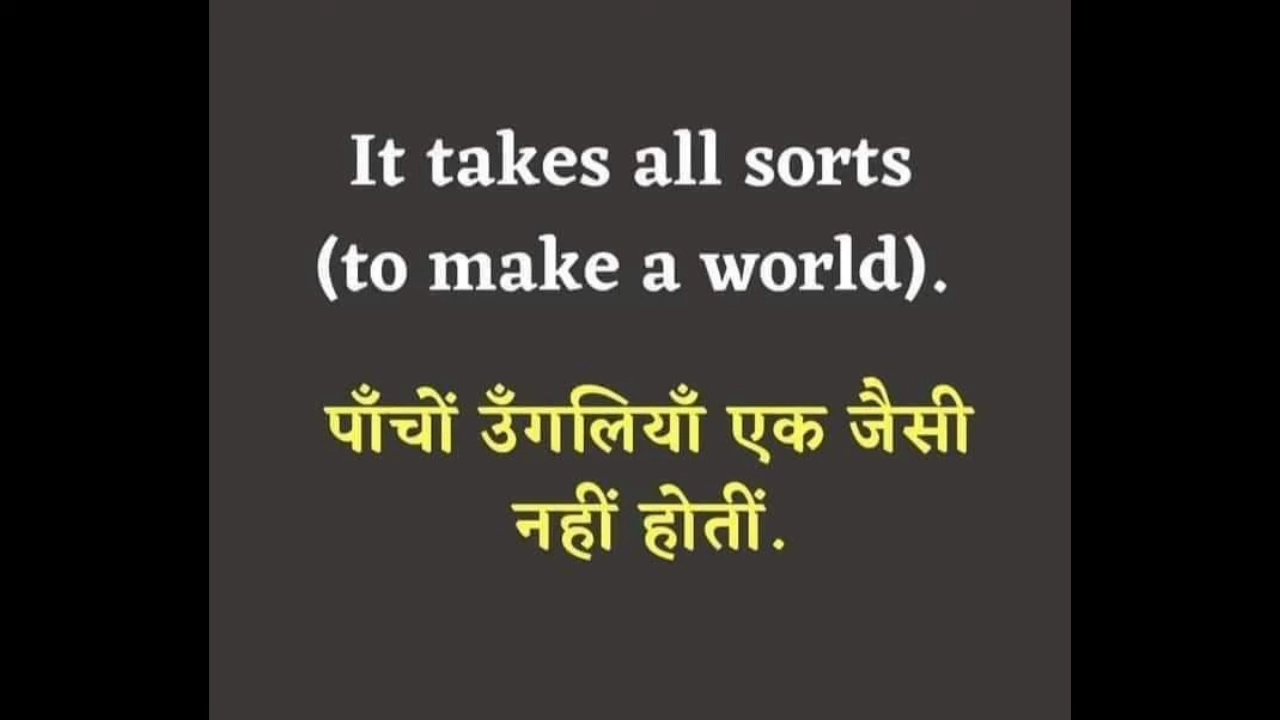 It takes all sorts
(to make a world).
पाँचों उँगलियाँ एक जैसी
नहीं होतीं.